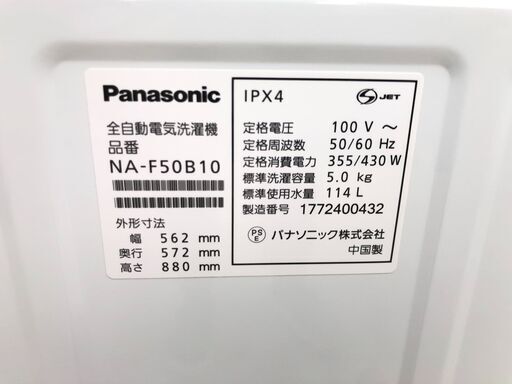 Panasonic
全自動電気洗濯機
品番
NA-F50B10
外形寸法
幅 562 mm
奥行 572 mm
高さ 880 mm
IPX4
S JET
定格電圧 100 V ～
定格周波数 50/60 Hz
定格消費電力 355/430 W
標準洗濯容量 5.0 kg
標準使用水量 114 L
製造番号 1772400432
PS E パナソニック株式会社
中国製